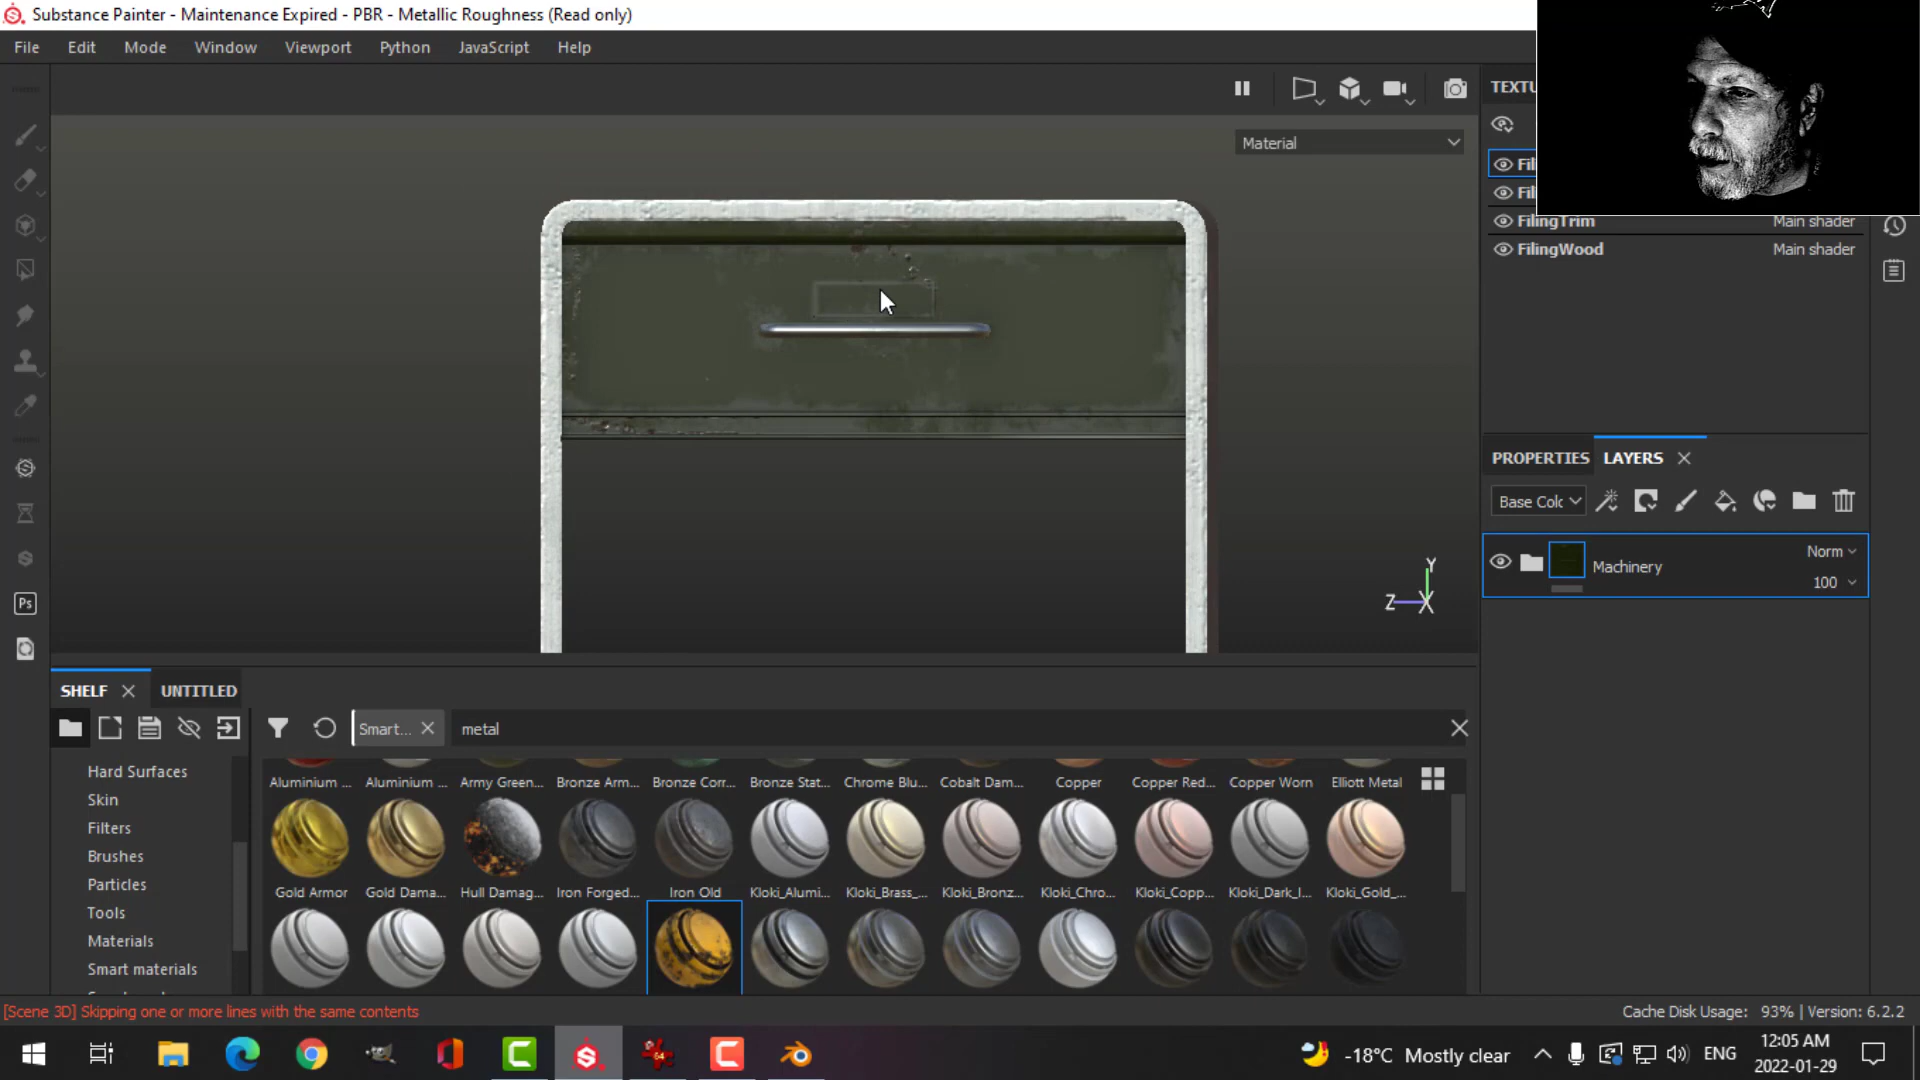 Substance Painter - Maintenance Expired - PBR - Metallic Roughness (Read only)
File Edit Mode Window Viewport Python JavaScript Help
TEXTU
Material
Fil
Fil
FilingTrim Main shader
FilingWood Main shader
Y
Z X
PROPERTIES LAYERS
Base Colc
Norm
Machinery
100
SHELF UNTITLED
Smart... metal
Hard Surfaces
Skin
Filters
Brushes
Particles
Tools
Materials
Smart materials
Aluminium ... Aluminium ... Army Green... Bronze Arm... Bronze Corr... Bronze Stat... Chrome Blu... Cobalt Dam... Copper Copper Red... Copper Worn Elliott Metal
Gold Armor Gold Dama... Hull Damag... Iron Forged... Iron Old Kloki_Alumi... Kloki_Brass_... Kloki_Bronz... Kloki_Chro... Kloki_Copp... Kloki_Dark_I... Kloki_Gold_...
Ps
[Scene 3D] Skipping one or more lines with the same contents
Cache Disk Usage: 93% | Version: 6.2.2
-18°C Mostly clear
ENG
12:05 AM
2022-01-29